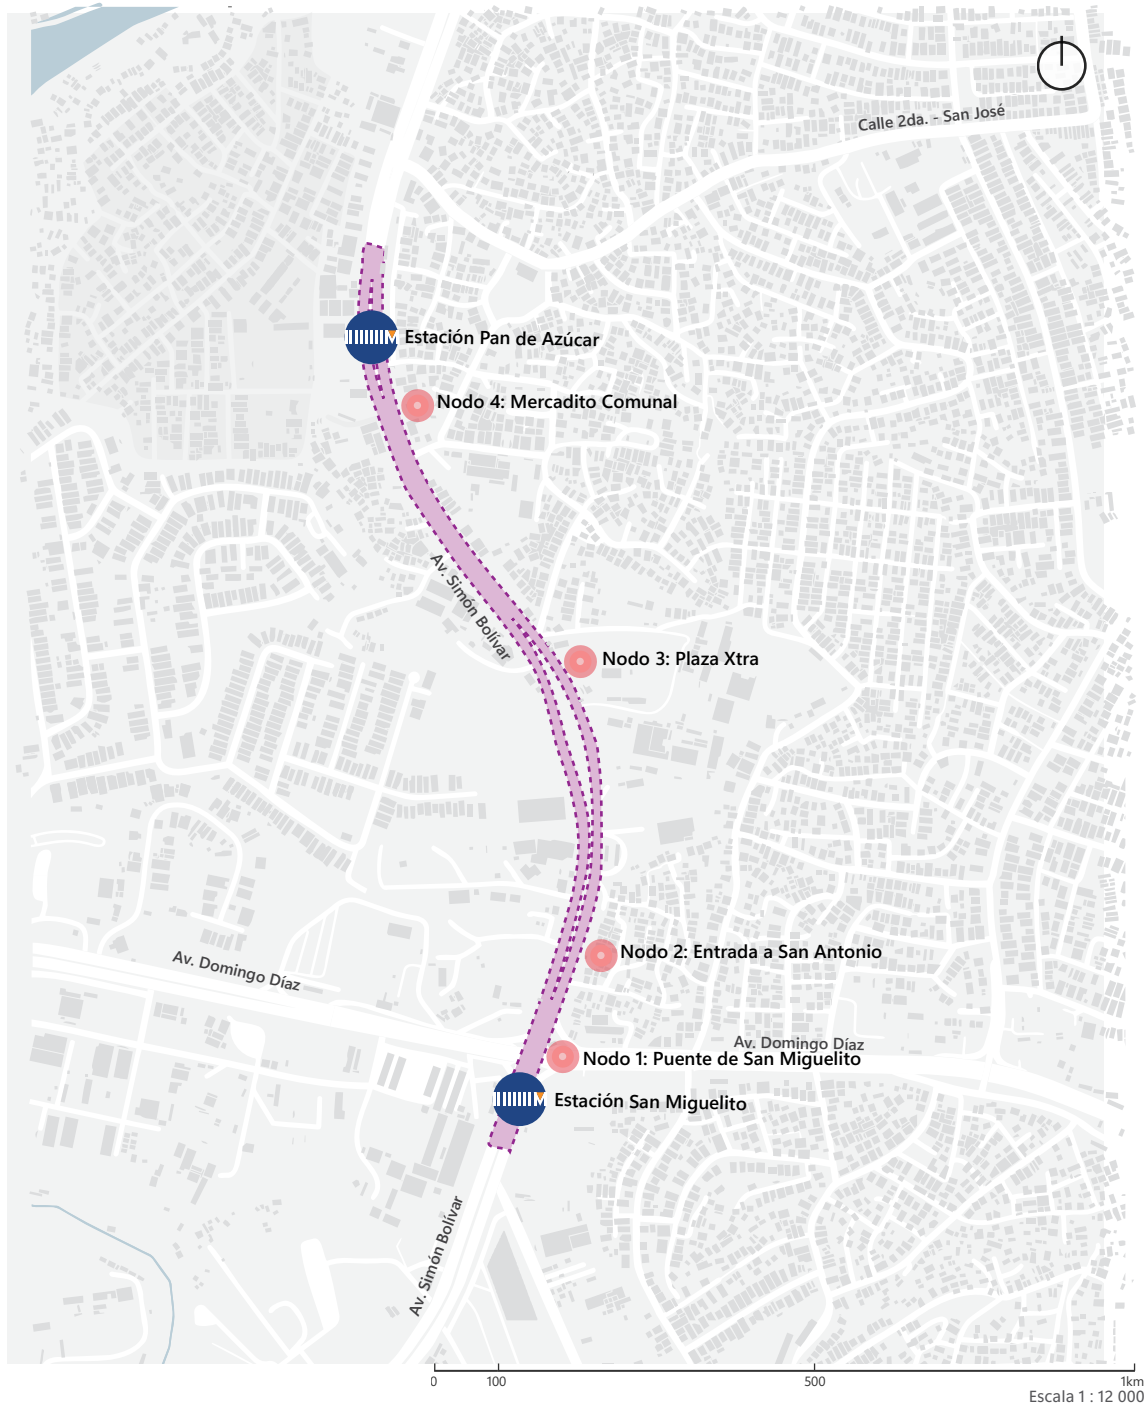 Calle 2da. - San José
Estación Pan de Azúcar
Nodo 4: Mercadito Comunal
Av. Simón Bolívar
Nodo 3: Plaza Xtra
Nodo 2: Entrada a San Antonio
Av. Domingo Díaz
Av. Domingo Díaz
Nodo 1: Puente de San Miguelito
M
Estación San Miguelito
Av. Simón Bolívar
0 100 500 1km
Escala 1 : 12 000